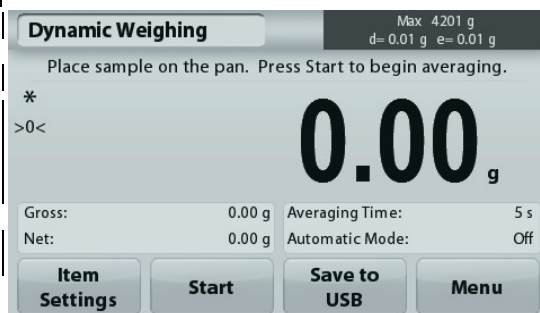 Dynamic Weighing
Max 4201 g
d= 0.01 g e= 0.01 g
Place sample on the pan. Press Start to begin averaging.
*
>0<
0.00 g
Gross: 0.00 g
Net: 0.00 g
Averaging Time: 5 s
Automatic Mode: Off
Item
Settings
Start
Save to
USB
Menu